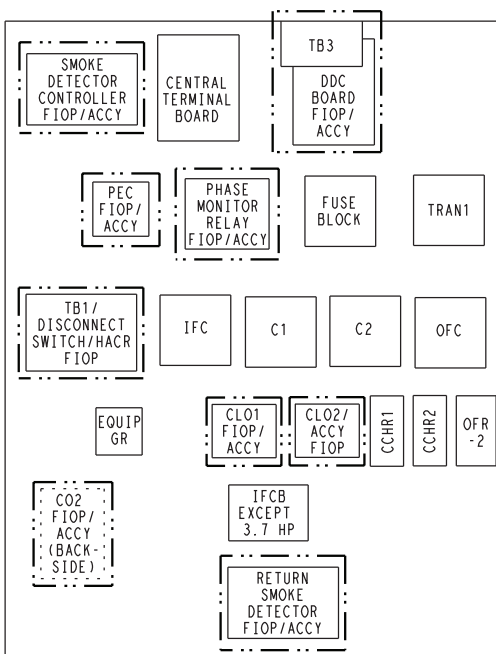 SMOKE
DETECTOR
CONTROLLER
FIOP/ACCY
CENTRAL
TERMINAL
BOARD
TB3
DDC
BOARD
FIOP/
ACCY
PEC
FIOP/
ACCY
PHASE
MONITOR
RELAY
FIOP/ACCY
FUSE
BLOCK
TRAN1
TB1/
DISCONNECT
SWITCH/HACR
FIOP
IFC
C1
C2
OFC
EQUIP
GR
CLO1
FIOP/
ACCY
CLO2/
ACCY
FIOP
CCHR1
CCHR2
OFR
-2
CO2
FIOP/
ACCY
(BACK-
SIDE)
IFCB
EXCEPT
3.7 HP
RETURN
SMOKE
DETECTOR
FIOP/ACCY